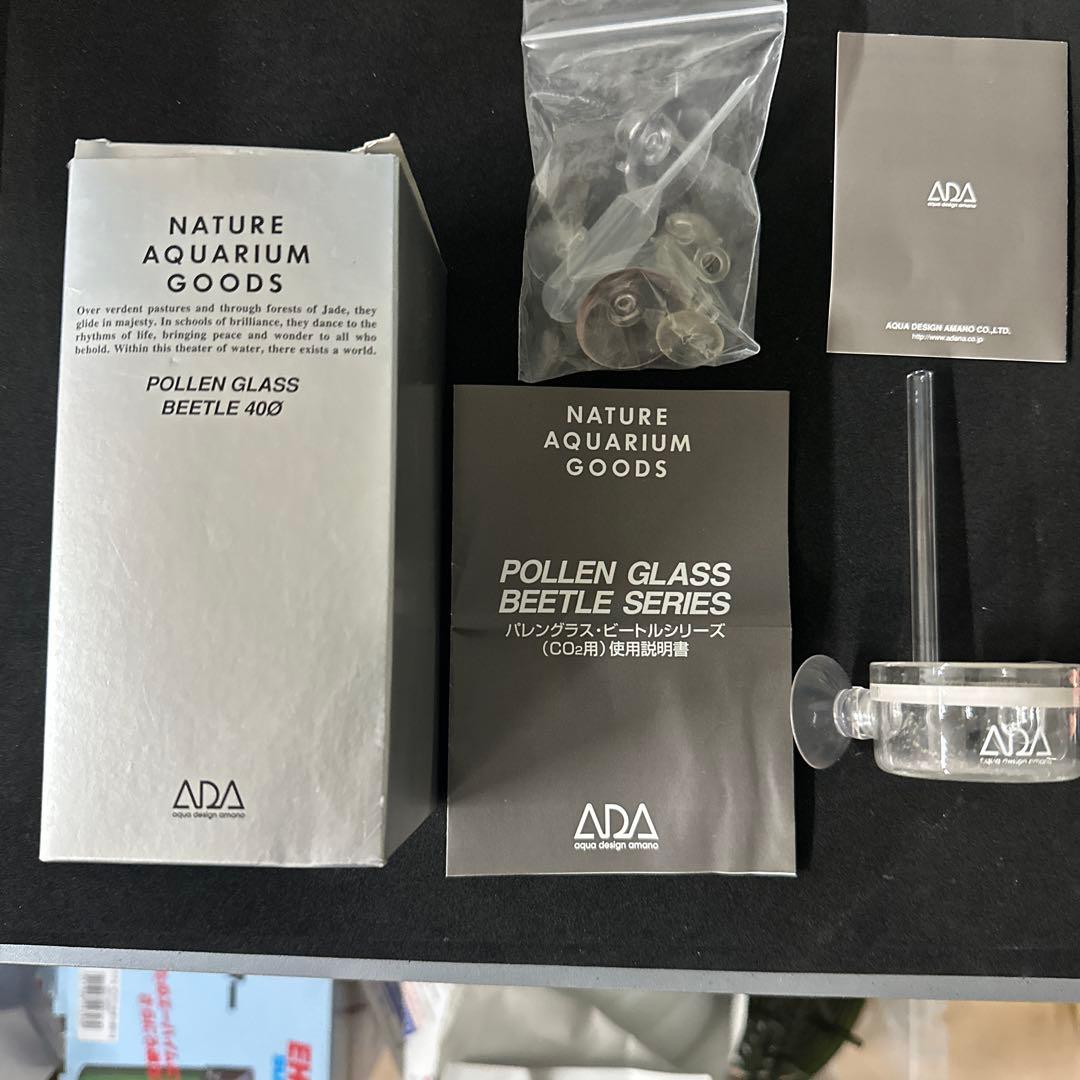 NATURE
AQUARIUM
GOODS
Over verdent pastures and through forests of Jade, they
glide in majesty. In schools of brilliance, they dance to the
rhythms of life, bringing peace and wonder to all who
behold. Within this theater of water, there exists a world.
POLLEN GLASS
BEETLE 40Ø
ADA
aqua design amano
NATURE
AQUARIUM
GOODS
POLLEN GLASS
BEETLE SERIES
パレングラス・ビートルシリーズ
(CO₂用)使用説明書
ADA
aqua design amano
ADA
aqua design amano
AQUA DESIGN AMANO CO.,LTD.
http://www.adana.co.jp
ADA
aqua design amano
EH